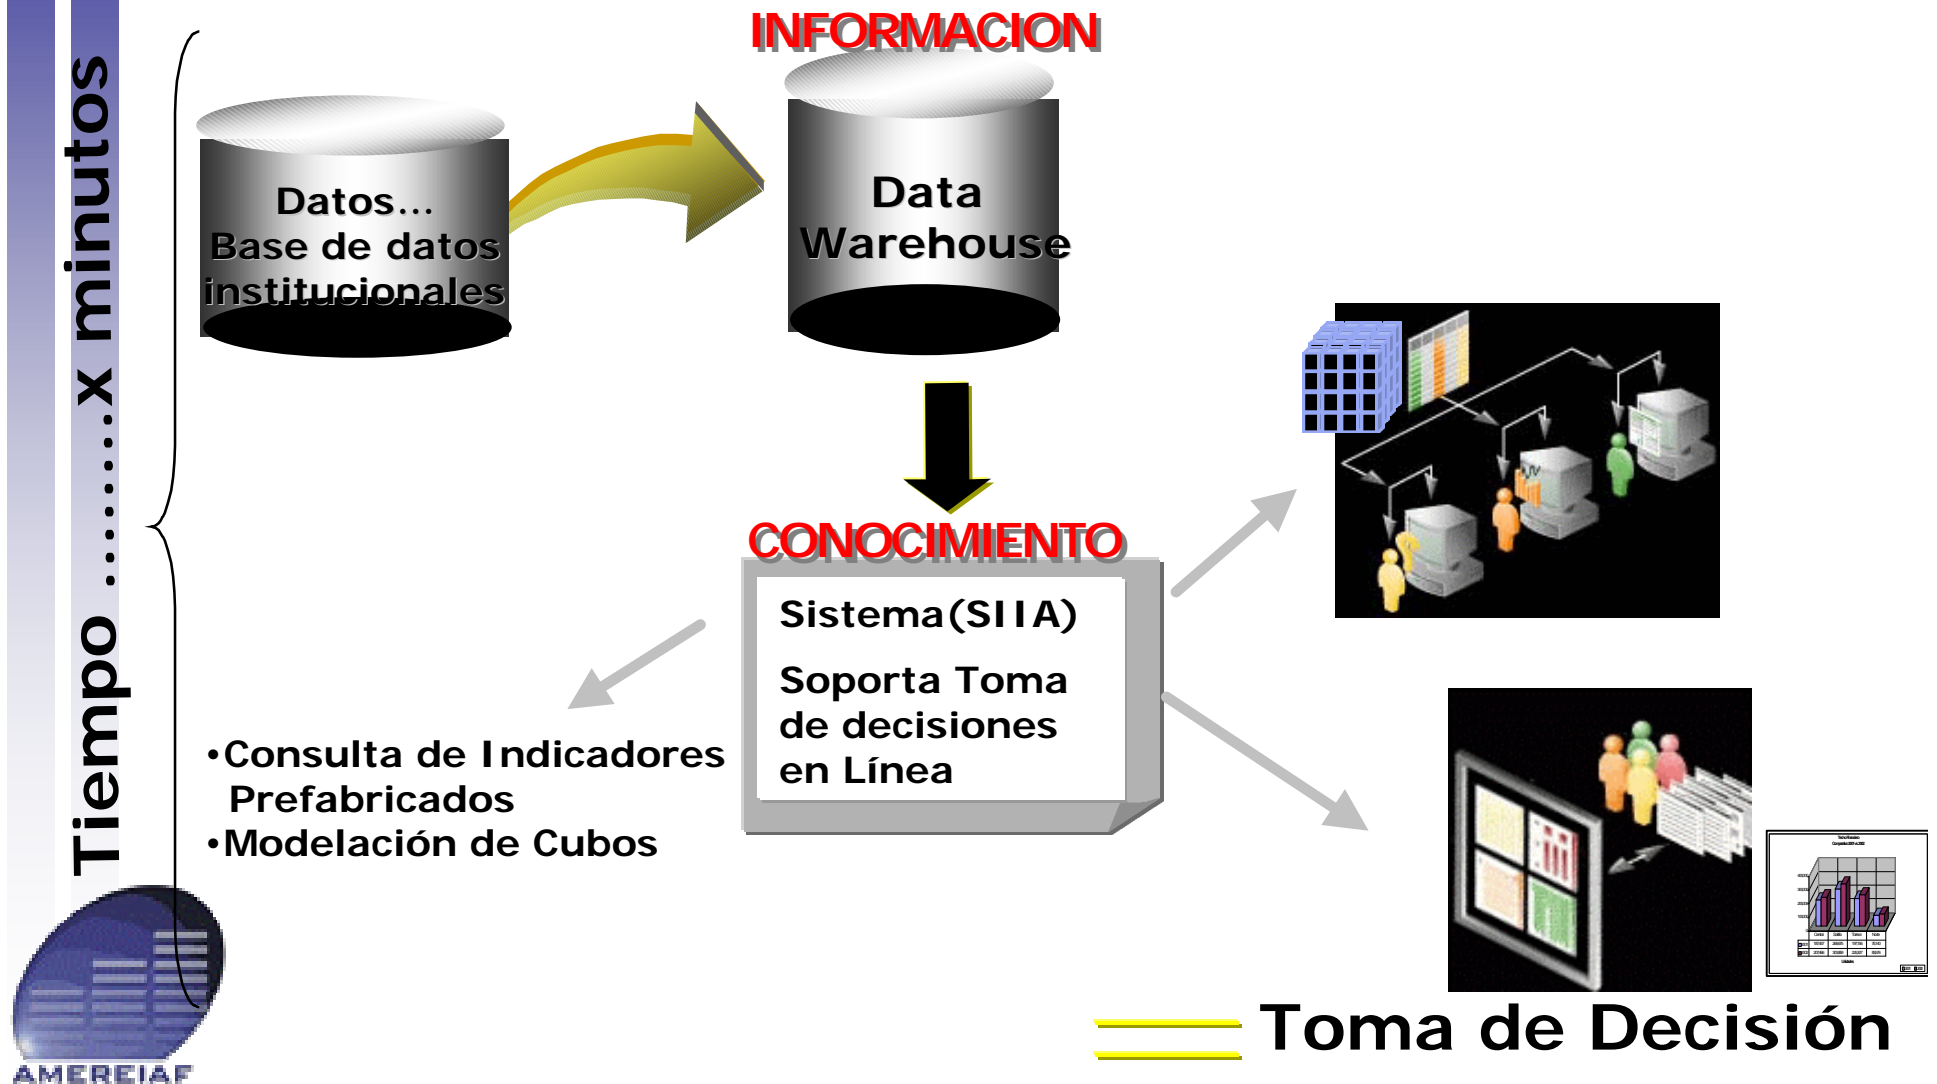 INFORMACION
Datos...
Base de datos
institucionales
Data
Warehouse
Tiempo ........x minutos
CONOCIMIENTO
Sistema(SIIA)
Soporta Toma
de decisiones
en Línea
•Consulta de Indicadores
Prefabricados
•Modelación de Cubos
Toma de Decisión
AMEREIAF